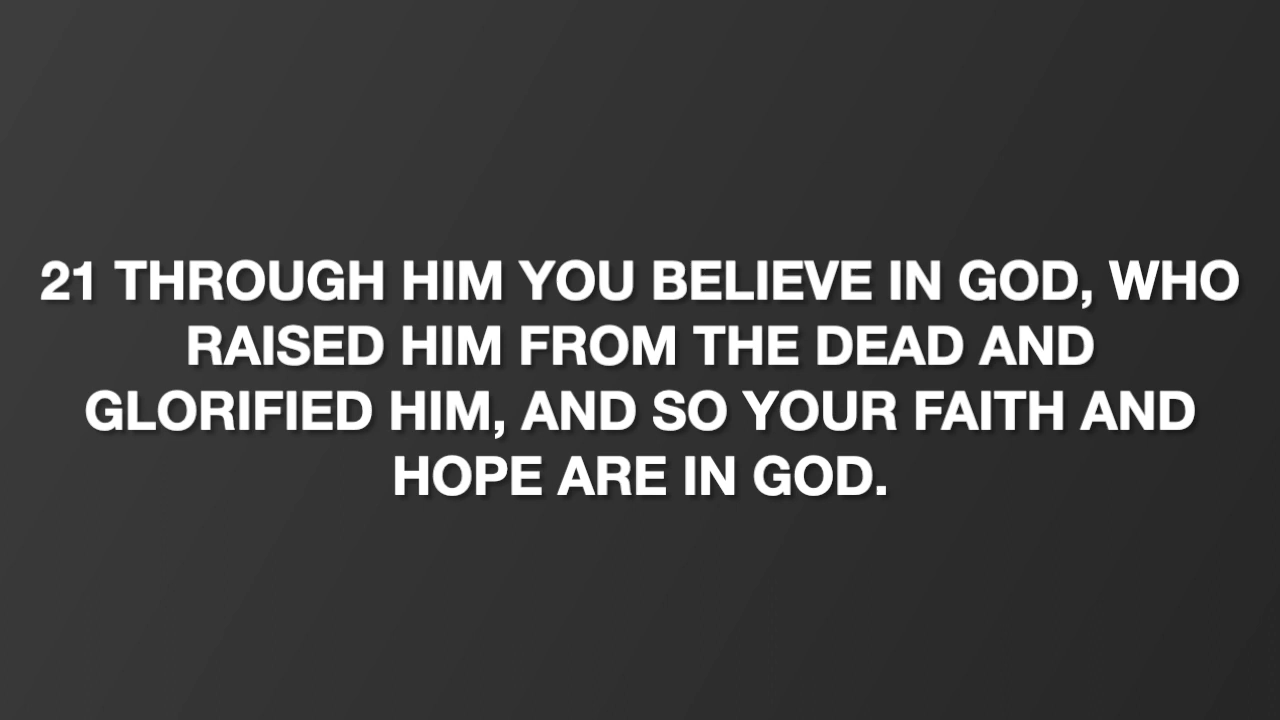 21 THROUGH HIM YOU BELIEVE IN GOD, WHO
RAISED HIM FROM THE DEAD AND
GLORIFIED HIM, AND SO YOUR FAITH AND
HOPE ARE IN GOD.